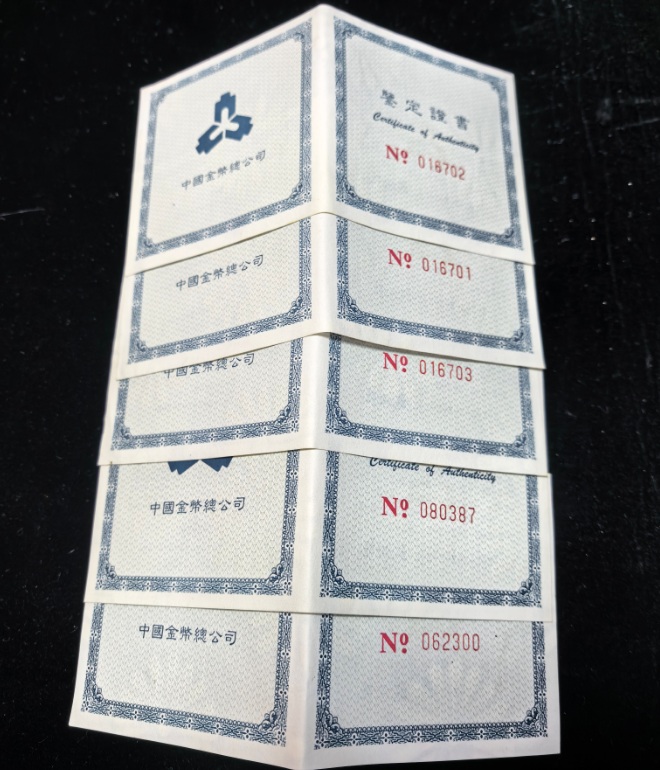 中國金幣總公司
鑒定證書
Certificate of Authenticity
Nº 016702
中國金幣總公司
Nº 016701
中國金幣總公司
Nº 016703
中國金幣總公司
Certificate of Authenticity
Nº 080387
中國金幣總公司
Nº 062300